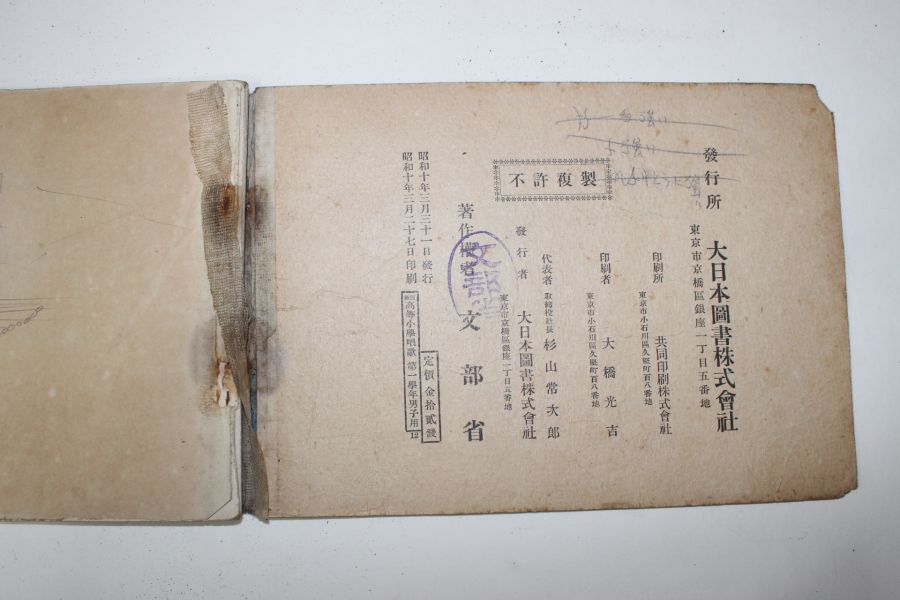 發行所
東京市京橋區銀座一丁目五番地
大日本圖書株式會社
印刷所
東京市小石川區久堅町百八番地
共同印刷株式會社
印刷者
東京市小石川區久堅町百八番地
大橋光吉
不許複製
代表者 取締役社長 杉山常次郎
發行者
東京市京橋區銀座一丁目五番地
大日本圖書株式會社
著作權者 文部省
文部省
昭和十年三月三十一日發行
昭和十年三月二十七日印刷
定價金拾貳錢
高等小學唱歌 第一學年男子用
12